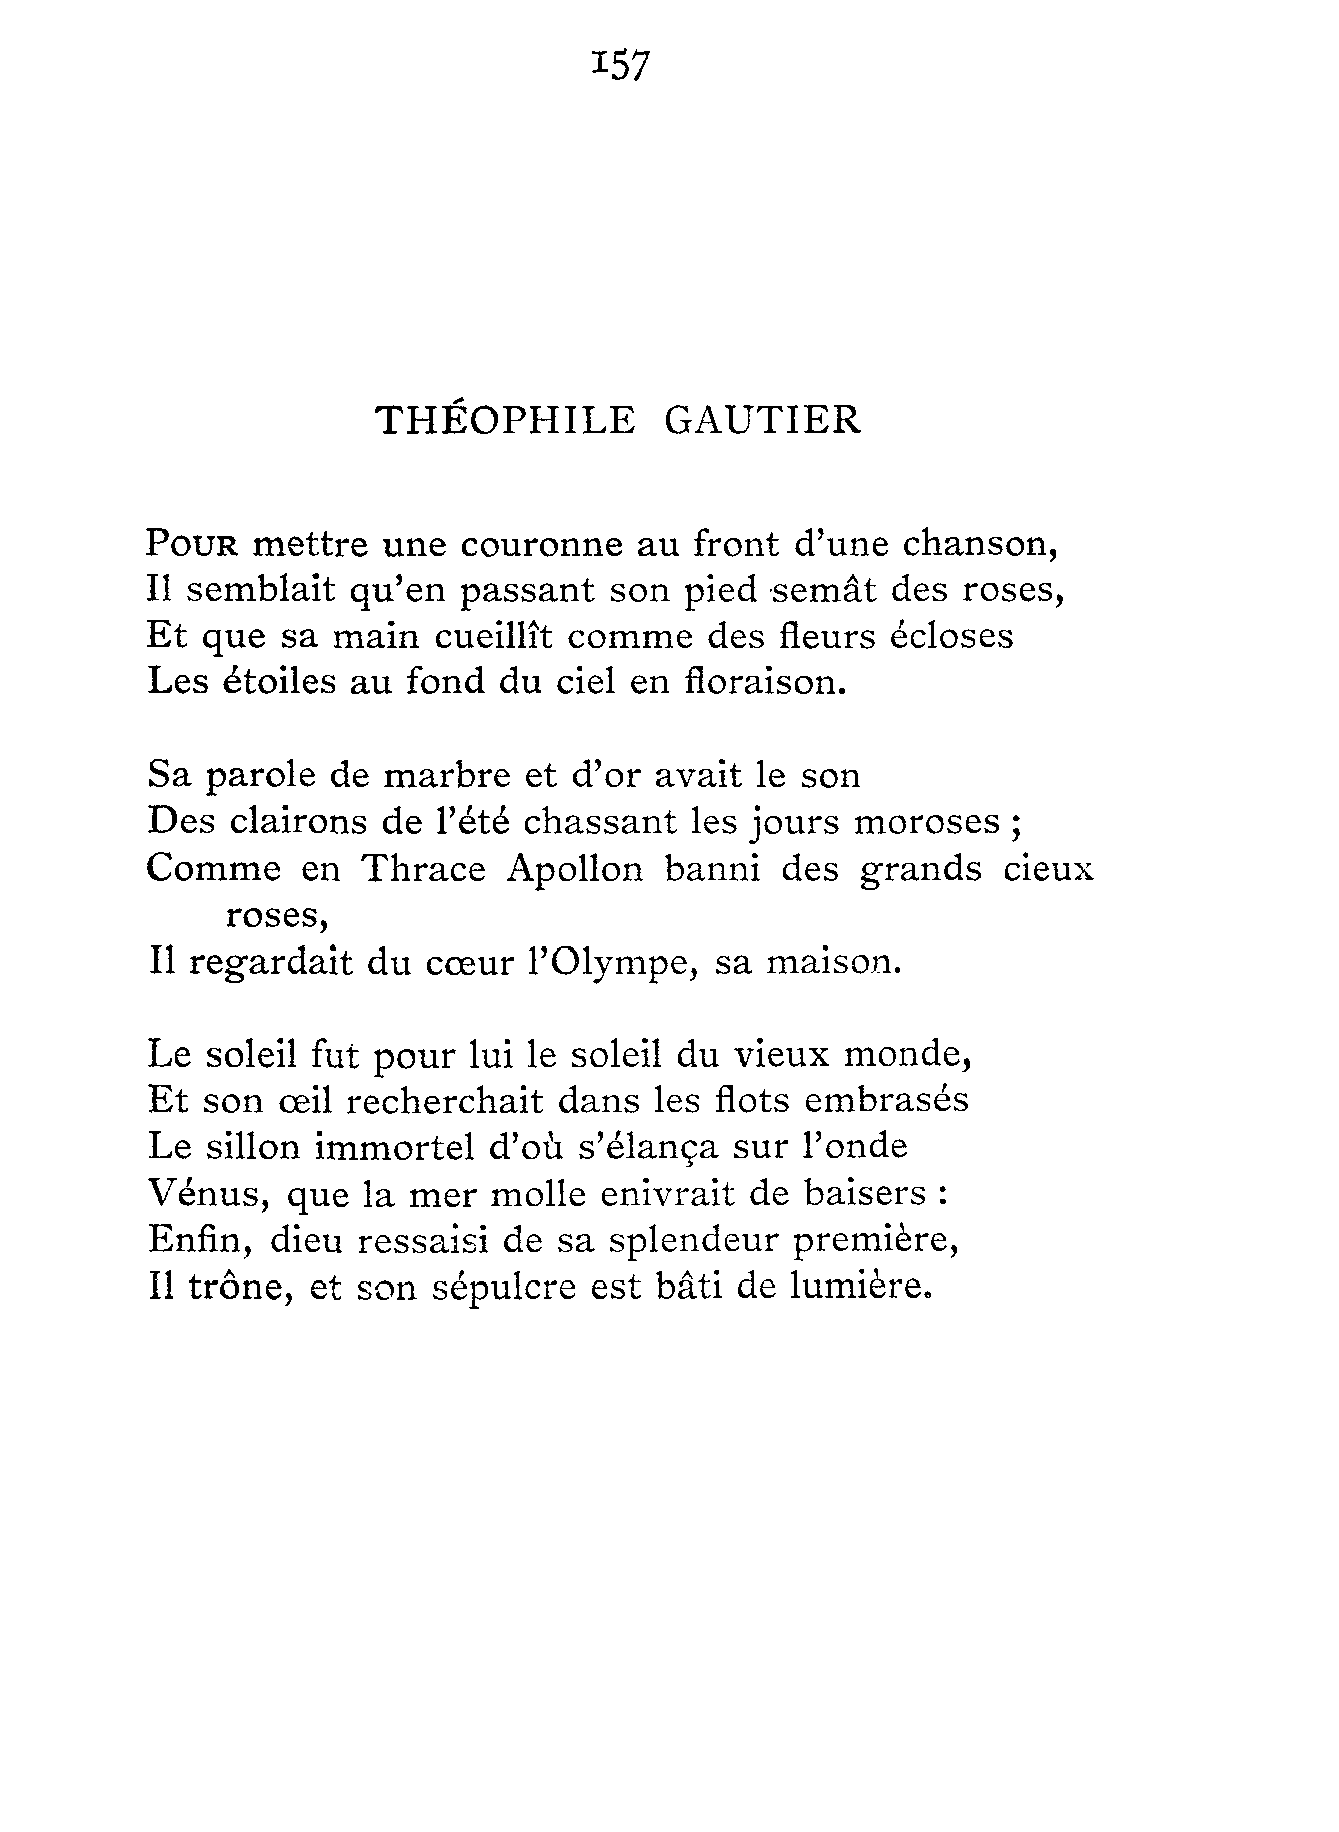 157
THÉOPHILE GAUTIER
POUR mettre une couronne au front d'une chanson,
Il semblait qu'en passant son pied semât des roses,
Et que sa main cueillît comme des fleurs écloses
Les étoiles au fond du ciel en floraison.
Sa parole de marbre et d'or avait le son
Des clairons de l'été chassant les jours moroses ;
Comme en Thrace Apollon banni des grands cieux
roses,
Il regardait du cœur l'Olympe, sa maison.
Le soleil fut pour lui le soleil du vieux monde,
Et son œil recherchait dans les flots embrasés
Le sillon immortel d'où s'élança sur l'onde
Vénus, que la mer molle enivrait de baisers :
Enfin, dieu ressaisi de sa splendeur première,
Il trône, et son sépulcre est bâti de lumière.